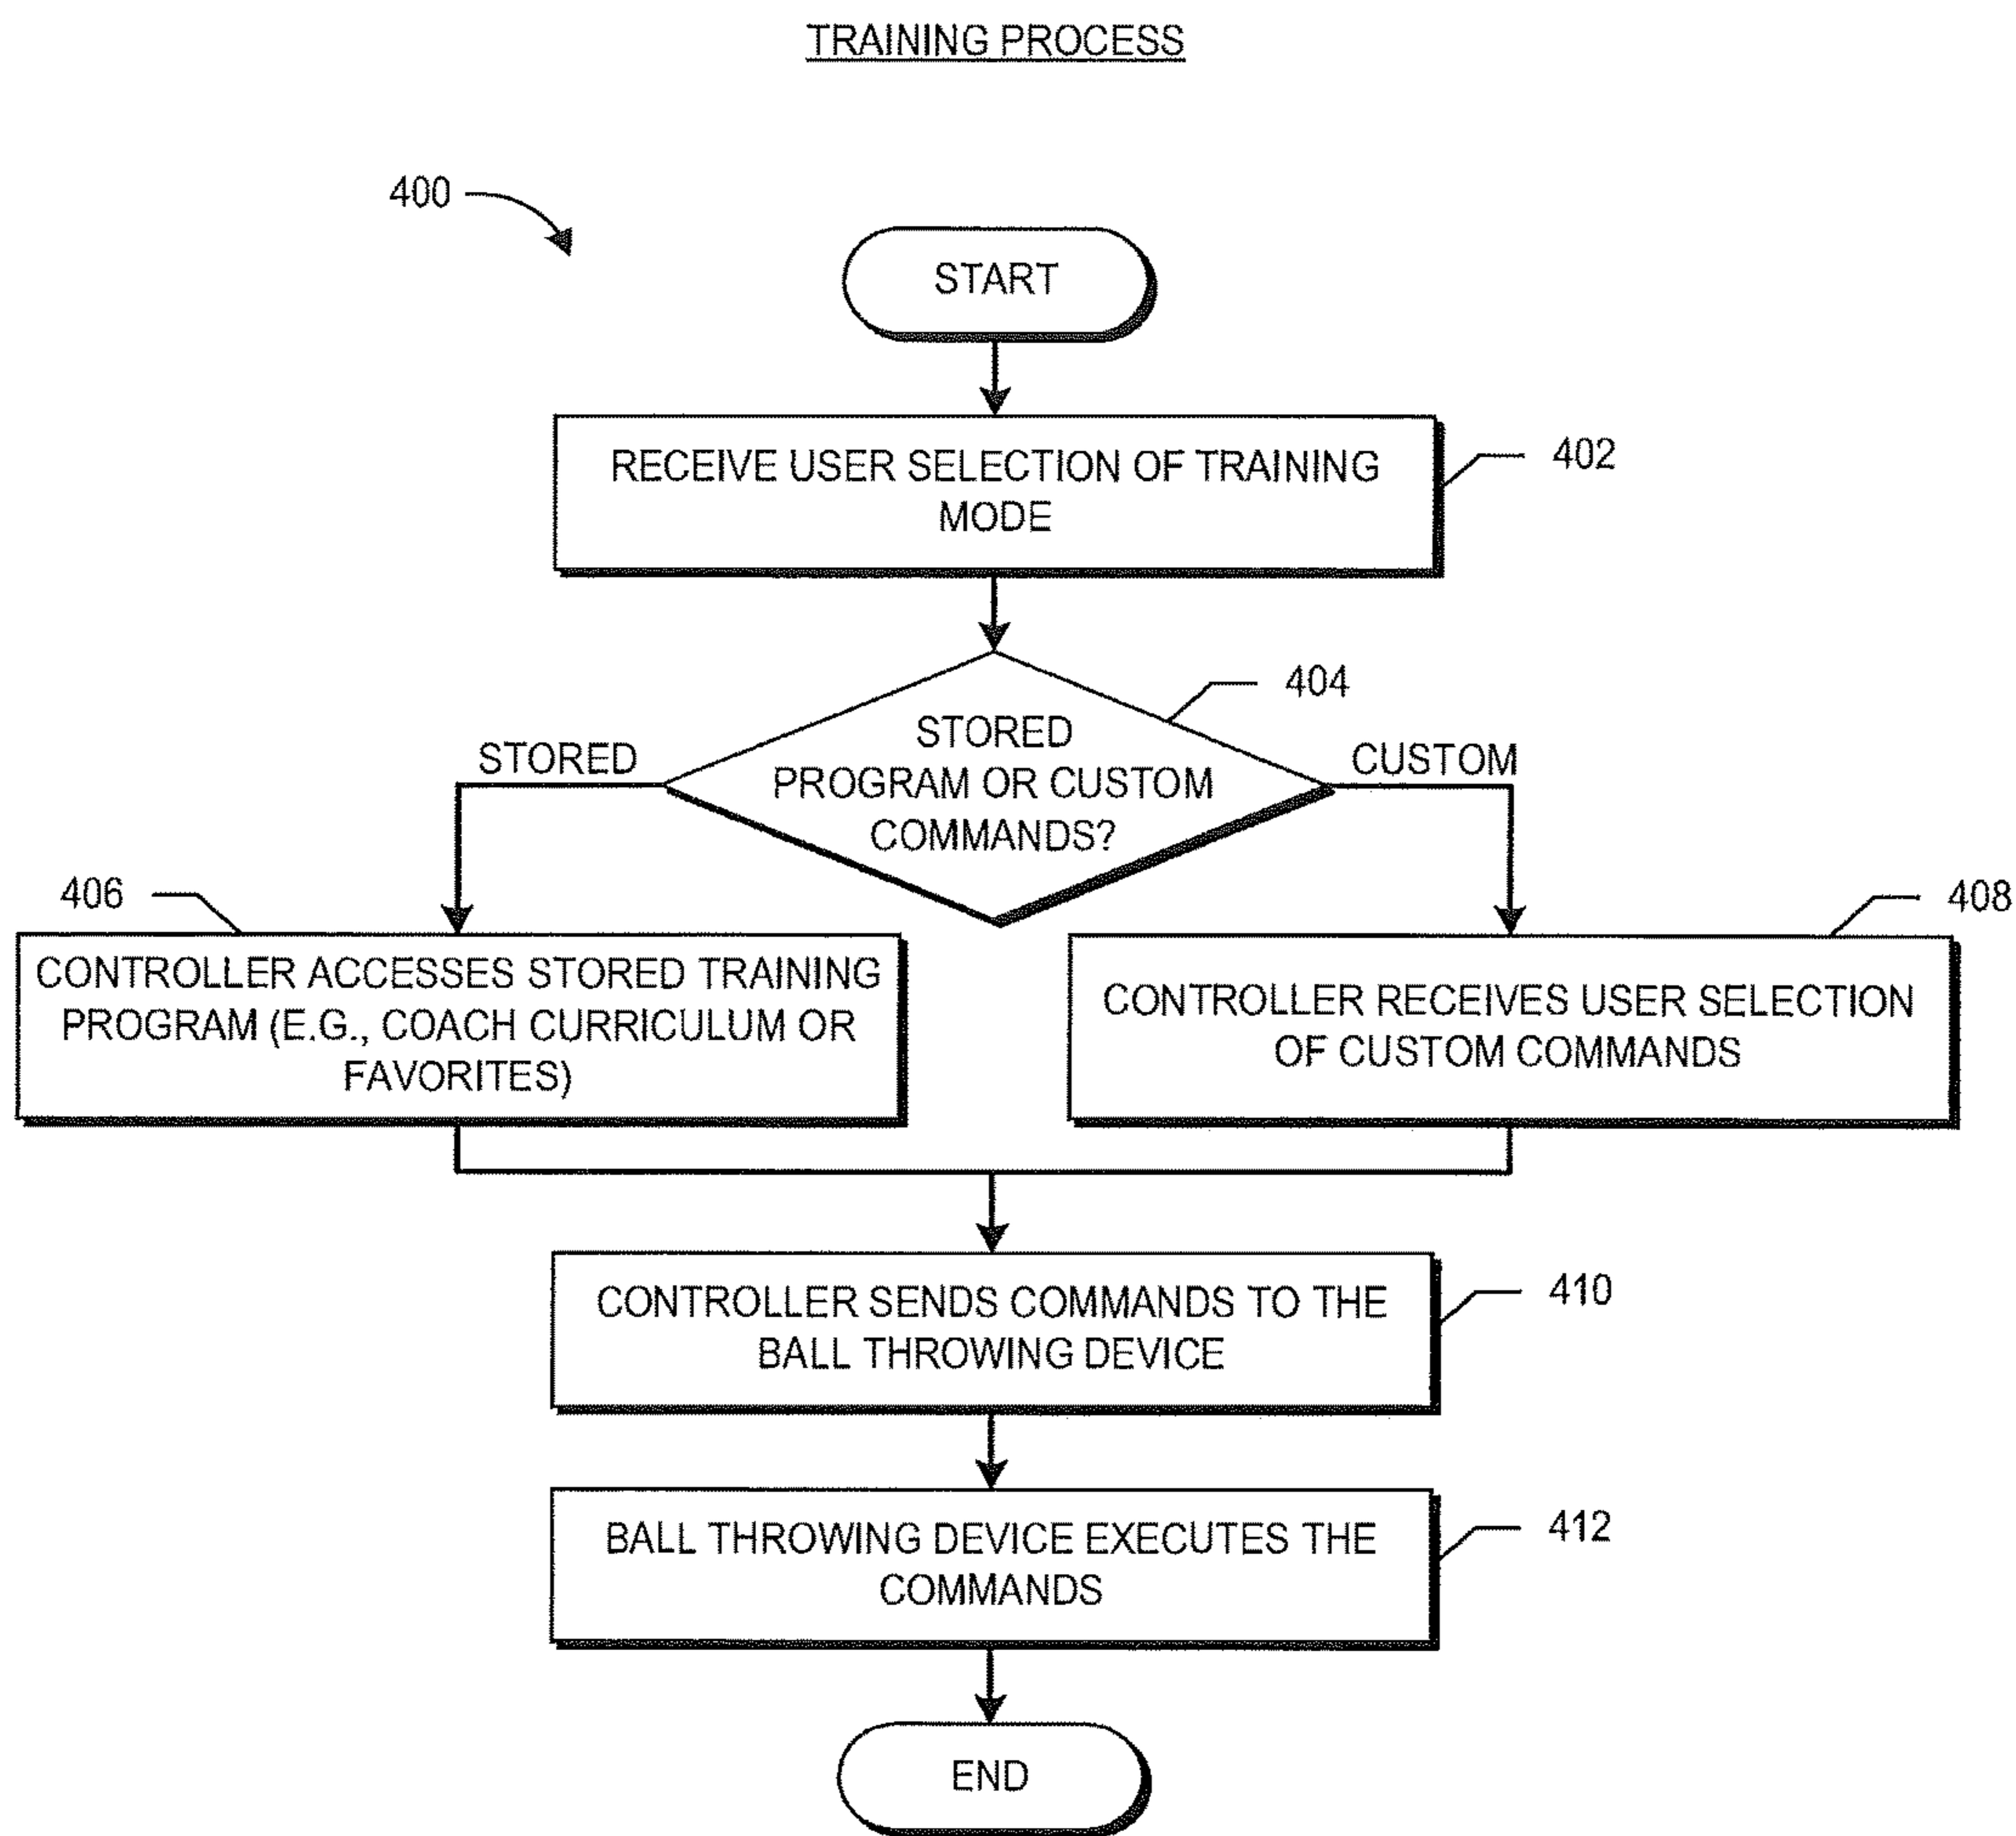 TRAINING PROCESS
400
START
RECEIVE USER SELECTION OF TRAINING
MODE
402
404
STORED
PROGRAM OR CUSTOM
COMMANDS?
STORED
CUSTOM
406
CONTROLLER ACCESSES STORED TRAINING
PROGRAM (E.G., COACH CURRICULUM OR
FAVORITES)
408
CONTROLLER RECEIVES USER SELECTION
OF CUSTOM COMMANDS
CONTROLLER SENDS COMMANDS TO THE
BALL THROWING DEVICE
410
BALL THROWING DEVICE EXECUTES THE
COMMANDS
412
END